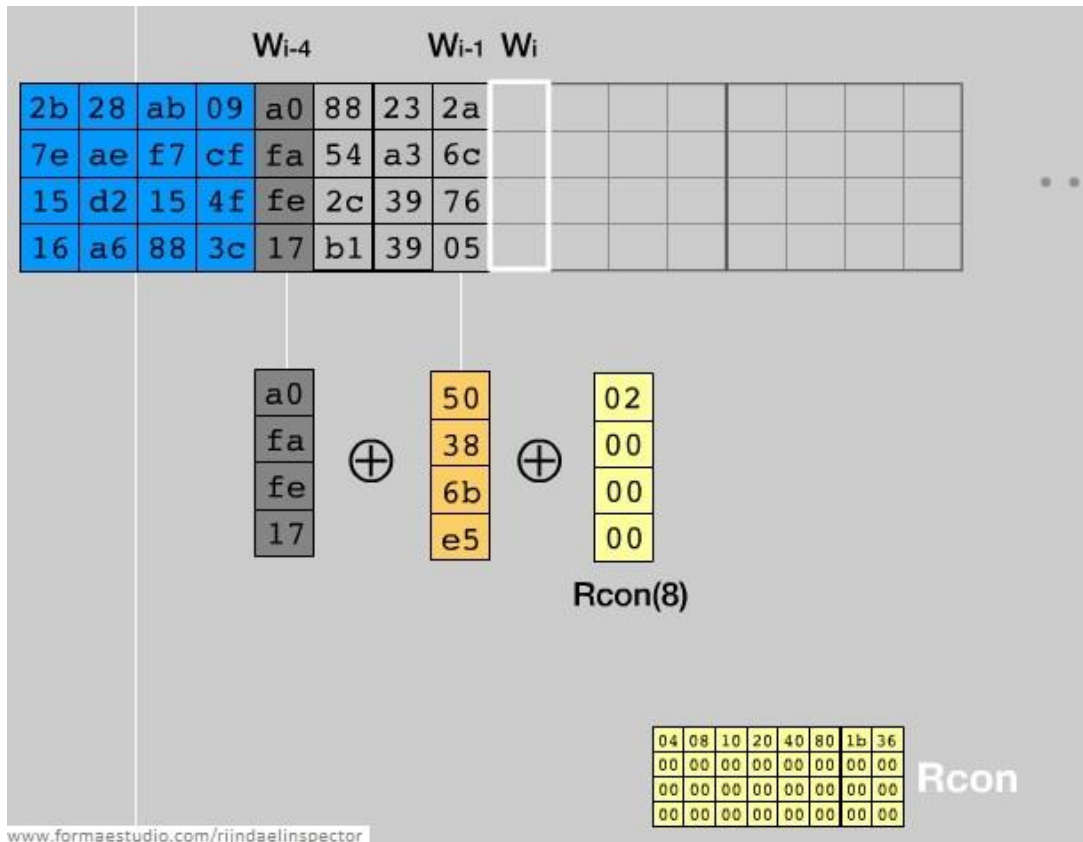 Wi-4 Wi-1 Wi
2b 28 ab 09 a0 88 23 2a
7e ae f7 cf fa 54 a3 6c
15 d2 15 4f fe 2c 39 76
16 a6 88 3c 17 b1 39 05
a0 50 02
fa ⊕ 38 ⊕ 00
fe 6b 00
17 e5 00
Rcon(8)
04 08 10 20 40 80 1b 36
00 00 00 00 00 00 00 00
00 00 00 00 00 00 00 00
00 00 00 00 00 00 00 00
Rcon
www.formaestudio.com/rijndaelinspector